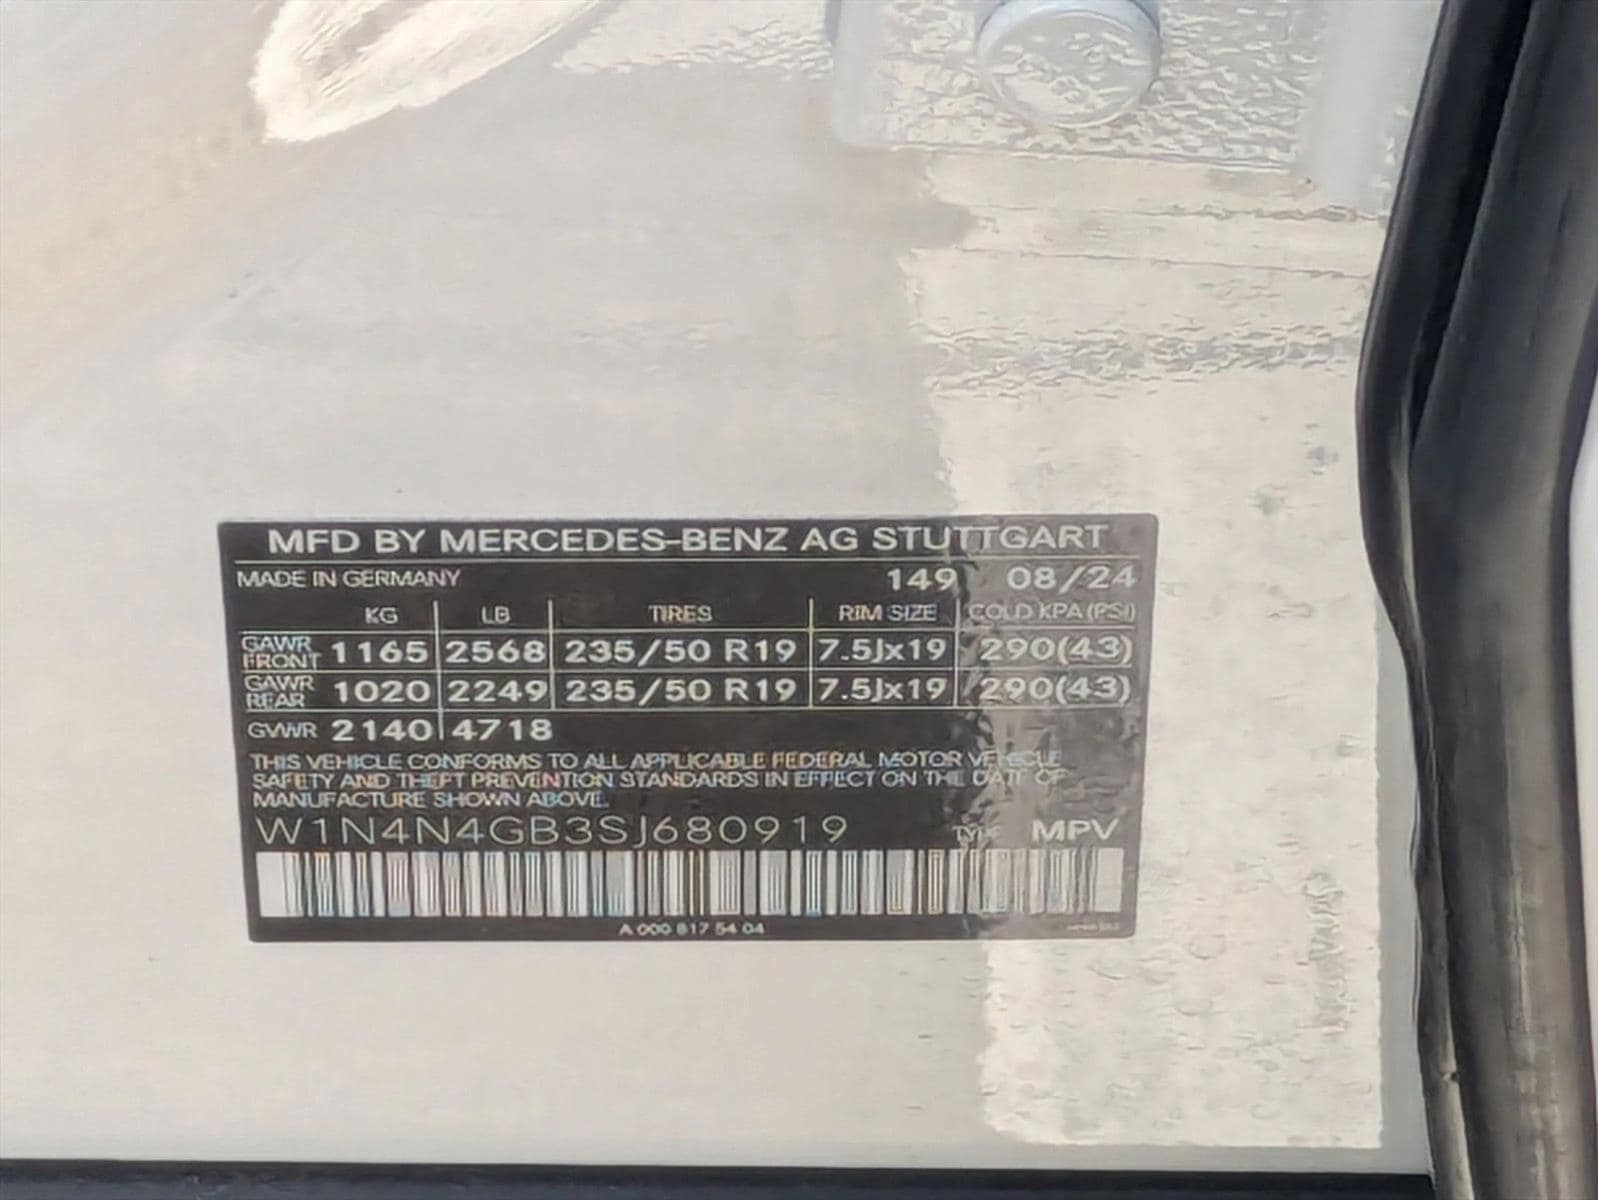 MFD BY MERCEDES-BENZ AG STUTTGART
MADE IN GERMANY 149 08/24
KG LB TIRES RIM SIZE COLD KPA (PSI)
GAWR FRONT 1165 2568 235/50 R19 7.5Jx19 290(43)
GAWR REAR 1020 2249 235/50 R19 7.5Jx19 290(43)
GVWR 2140 4718
THIS VEHICLE CONFORMS TO ALL APPLICABLE FEDERAL MOTOR VEHICLE
SAFETY AND THEFT PREVENTION STANDARDS IN EFFECT ON THE DATE OF
MANUFACTURE SHOWN ABOVE.
W1N4N4GB3SJ680919 TYPE MPV
A 000 817 54 04